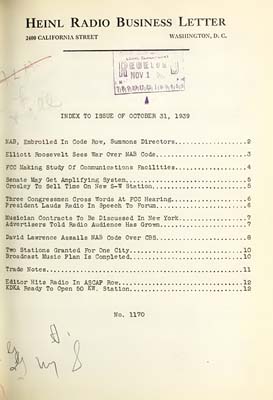 HEINL RADIO BUSINESS LETTER
2400 CALIFORNIA STREET WASHINGTON, D. C.
RECEIVED
NOV 1
INDEX TO ISSUE OF OCTOBER 31, 1939
NAB, Embroiled In Code Row, Summons Directors...............2
Elliott Roosevelt Sees War Over NAB Code....................3
FCC Making Study Of Communications Facilities...............4
Senate May Get Amplifying System............................5
Crosley To Sell Time On New S-W Station.....................5
Three Congressmen Cross Words At FCC Hearing................6
President Lauds Radio In Speech To Forum....................6
Musician Contracts To Be Discussed In New York..............7
Advertisers Told Radio Audience Has Grown...................7
David Lawrence Assails NAB Code Over CBS....................8
Two Stations Granted For One City...........................10
Broadcast Music Plan Is Completed...........................10
Trade Notes.................................................11
Editor Hits Radio In ASCAP Row..............................12
KDKA Ready To Open 50 KW. Station...........................12
No. 1170